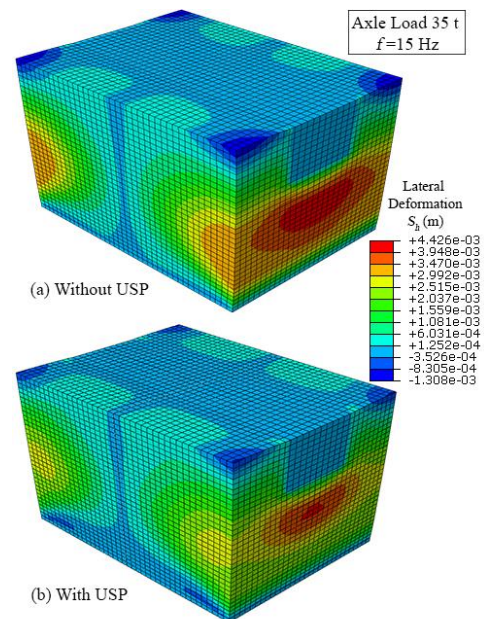 Axle Load 35 t
f=15 Hz
Lateral
Deformation
Sh (m)
+4.426e-03
+3.948e-03
+3.470e-03
+2.992e-03
+2.515e-03
+2.037e-03
+1.559e-03
+1.081e-03
+6.031e-04
+1.252e-04
-3.526e-04
-8.305e-04
-1.308e-03
(a) Without USP
(b) With USP